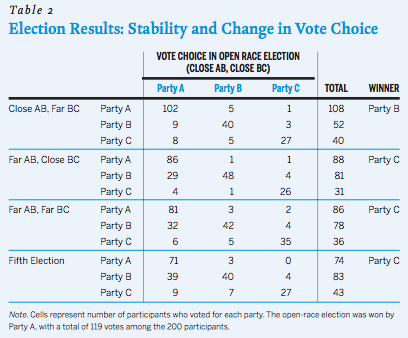 Table 2
Election Results: Stability and Change in Vote Choice
VOTE CHOICE IN OPEN RACE ELECTION
(CLOSE AB, CLOSE BC)
Party A Party B Party C TOTAL WINNER
Close AB, Far BC Party A 102 5 1 108 Party B
Party B 9 40 3 52
Party C 8 5 27 40
Far AB, Close BC Party A 86 1 1 88 Party C
Party B 29 48 4 81
Party C 4 1 26 31
Far AB, Far BC Party A 81 3 2 86 Party C
Party B 32 42 4 78
Party C 6 5 35 36
Fifth Election Party A 71 3 0 74 Party C
Party B 39 40 4 83
Party C 9 7 27 43
Note. Cells represent number of participants who voted for each party. The open-race election was won by
Party A, with a total of 119 votes among the 200 participants.